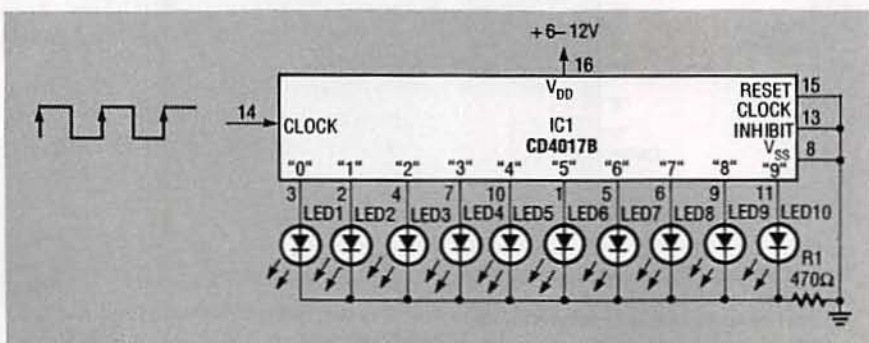 +6–12V
16
V_DD
RESET 15
14
CLOCK
IC1
CLOCK
INHIBIT 13
CD4017B
V_SS 8
"0" "1" "2" "3" "4" "5" "6" "7" "8" "9"
3 2 4 7 10 1 5 6 9 11
LED1 LED2 LED3 LED4 LED5 LED6 LED7 LED8 LED9 LED10
R1
470Ω